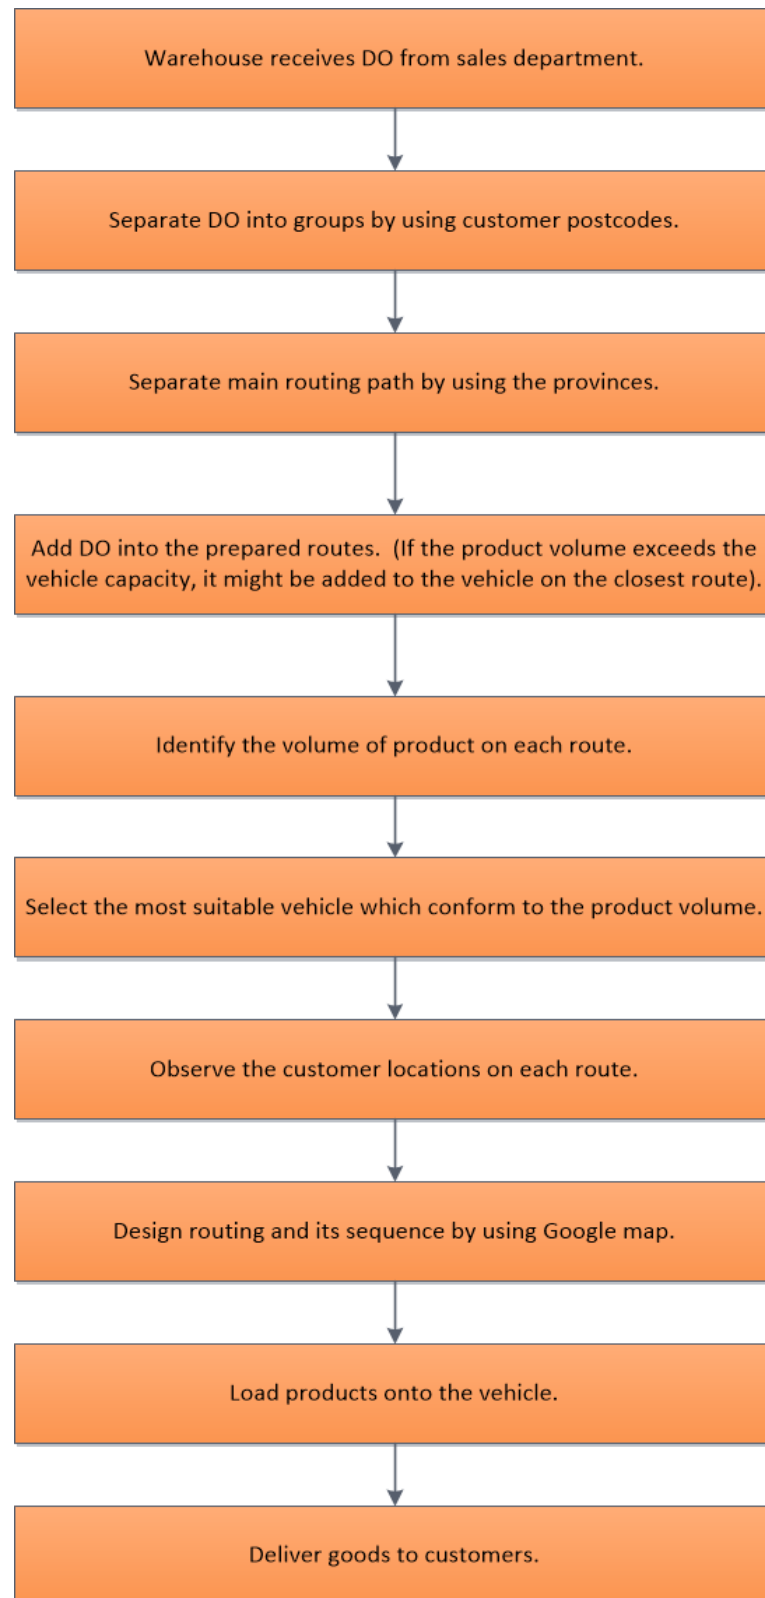 Warehouse receives DO from sales department.
Separate DO into groups by using customer postcodes.
Separate main routing path by using the provinces.
Add DO into the prepared routes.  (If the product volume exceeds the
vehicle capacity, it might be added to the vehicle on the closest route).
Identify the volume of product on each route.
Select the most suitable vehicle which conform to the product volume.
Observe the customer locations on each route.
Design routing and its sequence by using Google map.
Load products onto the vehicle.
Deliver goods to customers.